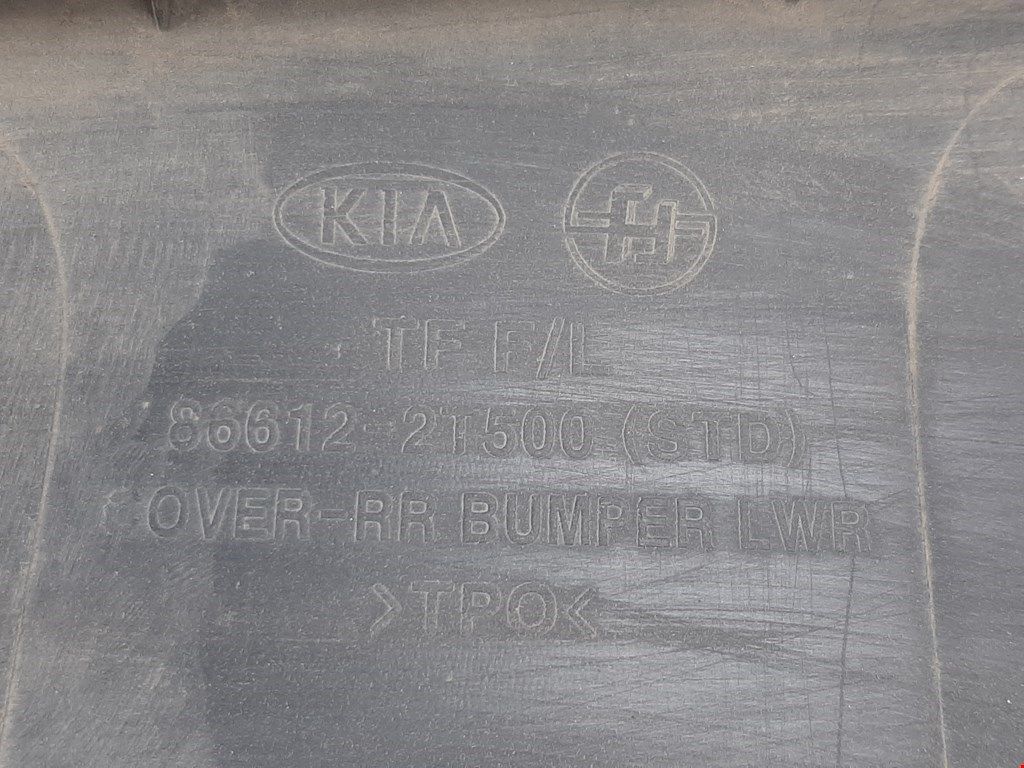 KIA
TF F/L
86612-2T500 (STD)
COVER-RR BUMPER LWR
>TPO<